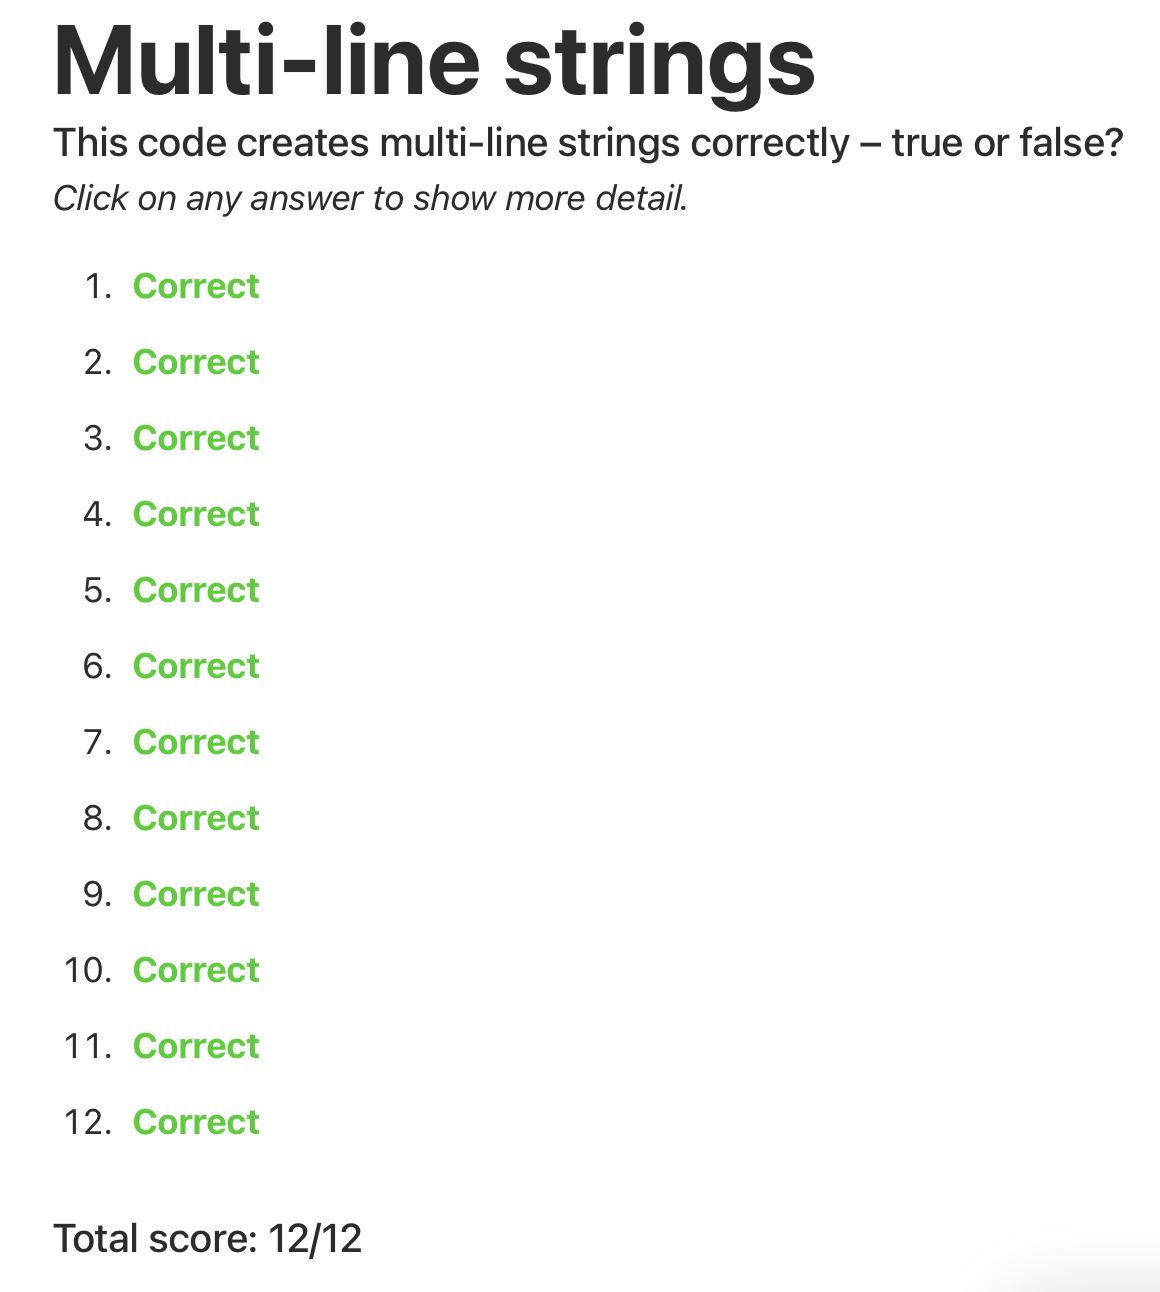 Multi-line strings
This code creates multi-line strings correctly – true or false?
Click on any answer to show more detail.
1. Correct
2. Correct
3. Correct
4. Correct
5. Correct
6. Correct
7. Correct
8. Correct
9. Correct
10. Correct
11. Correct
12. Correct
Total score: 12/12